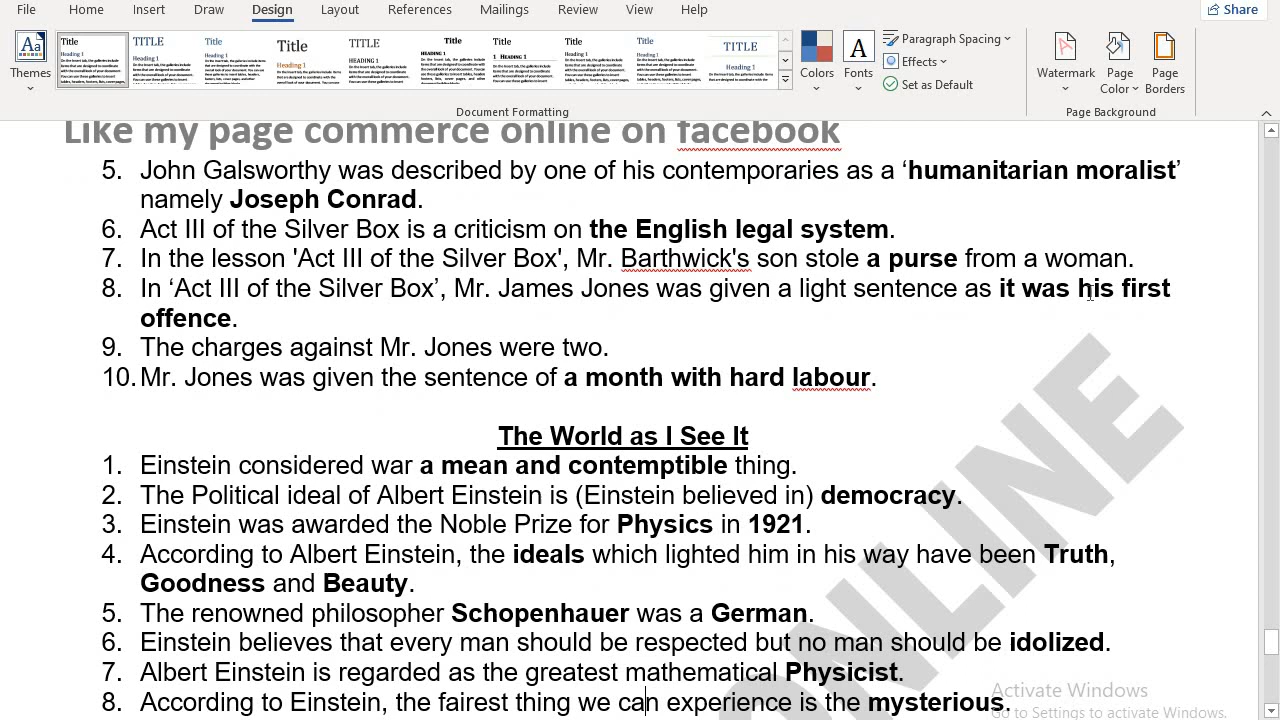 File Home Insert Draw Design Layout References Mailings Review View Help Share
Themes
Colors Fonts
Paragraph Spacing
Effects
Set as Default
Watermark Page Color Page Borders
Document Formatting Page Background
Like my page commerce online on facebook
5. John Galsworthy was described by one of his contemporaries as a ‘humanitarian moralist’
namely Joseph Conrad.
6. Act III of the Silver Box is a criticism on the English legal system.
7. In the lesson 'Act III of the Silver Box', Mr. Barthwick's son stole a purse from a woman.
8. In ‘Act III of the Silver Box’, Mr. James Jones was given a light sentence as it was his first
offence.
9. The charges against Mr. Jones were two.
10. Mr. Jones was given the sentence of a month with hard labour.
The World as I See It
1. Einstein considered war a mean and contemptible thing.
2. The Political ideal of Albert Einstein is (Einstein believed in) democracy.
3. Einstein was awarded the Noble Prize for Physics in 1921.
4. According to Albert Einstein, the ideals which lighted him in his way have been Truth,
Goodness and Beauty.
5. The renowned philosopher Schopenhauer was a German.
6. Einstein believes that every man should be respected but no man should be idolized.
7. Albert Einstein is regarded as the greatest mathematical Physicist.
8. According to Einstein, the fairest thing we can experience is the mysterious.
ONLINE
Activate Windows
Go to Settings to activate Windows.